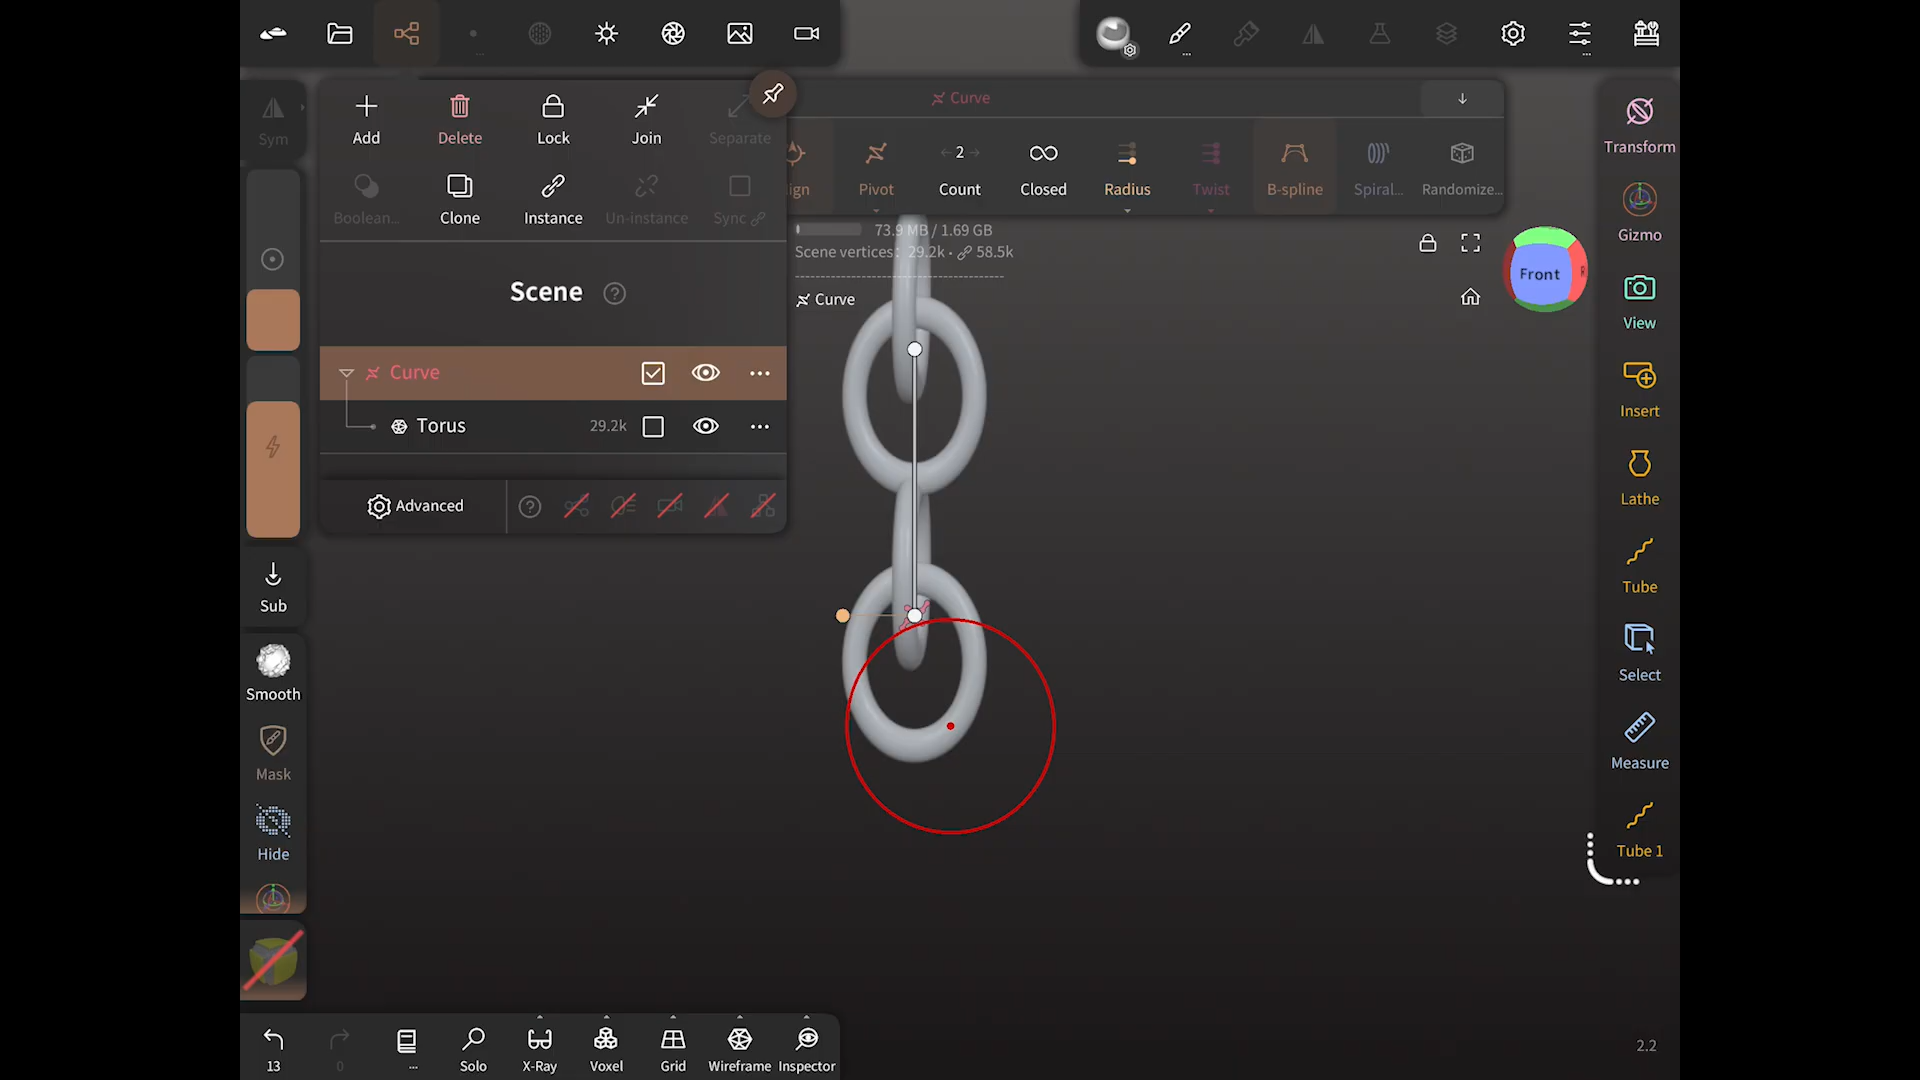 Curve
Add
Delete
Lock
Join
Separate
Boolean...
Clone
Instance
Un-instance
Sync
ign
Pivot
2
Count
Closed
Radius
Twist
B-spline
Spiral...
Randomize...
73.9 MB / 1.69 GB
Scene vertices: 29.2k • 58.5k
Curve
Scene ?
Curve
Torus 29.2k
Advanced ?
Sym
Sub
Smooth
Mask
Hide
Front
R
Transform
Gizmo
View
Insert
Lathe
Tube
Select
Measure
Tube 1
13
0
...
Solo
X-Ray
Voxel
Grid
Wireframe
Inspector
2.2